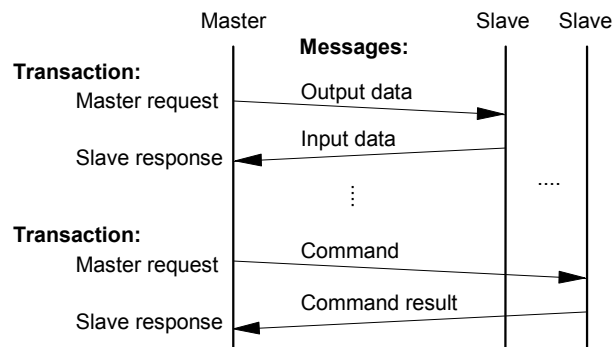 Master
Slave
Slave
Messages:
Transaction:
Master request
Output data
Input data
Slave response
....
Transaction:
Master request
Command
Command result
Slave response